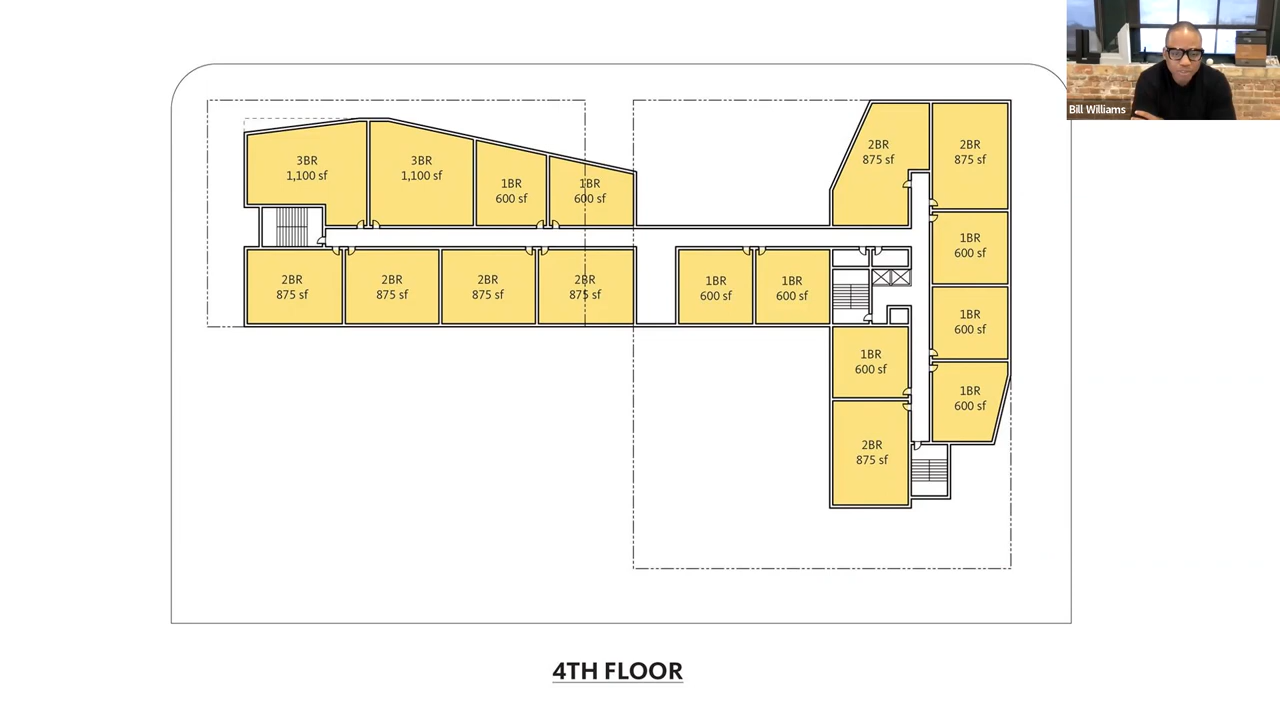 Bill Williams
3BR
1,100 sf
3BR
1,100 sf
1BR
600 sf
1BR
600 sf
2BR
875 sf
2BR
875 sf
2BR
875 sf
2BR
875 sf
2BR
875 sf
2BR
875 sf
1BR
600 sf
1BR
600 sf
1BR
600 sf
1BR
600 sf
1BR
600 sf
1BR
600 sf
2BR
875 sf
4TH FLOOR